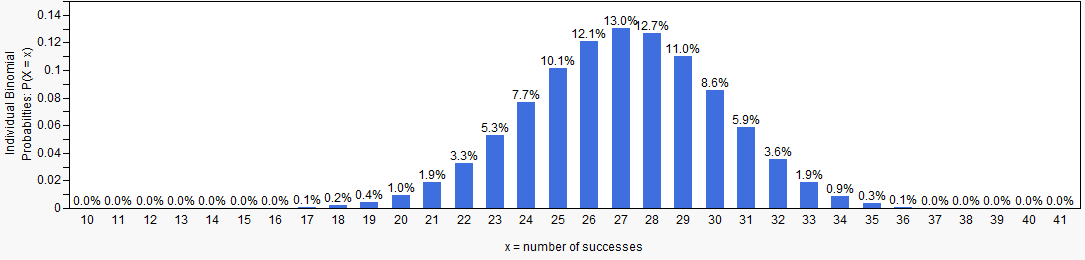 Individual Binomial
Probabilties: P(X = x)
0.14
0.12
0.1
0.08
0.06
0.04
0.02
0
0.0% 0.0% 0.0% 0.0% 0.0% 0.0% 0.0% 0.1% 0.2% 0.4% 1.0% 1.9% 3.3% 5.3% 7.7% 10.1% 12.1% 13.0% 12.7% 11.0% 8.6% 5.9% 3.6% 1.9% 0.9% 0.3% 0.1% 0.0% 0.0% 0.0% 0.0% 0.0%
10 11 12 13 14 15 16 17 18 19 20 21 22 23 24 25 26 27 28 29 30 31 32 33 34 35 36 37 38 39 40 41
x = number of successes